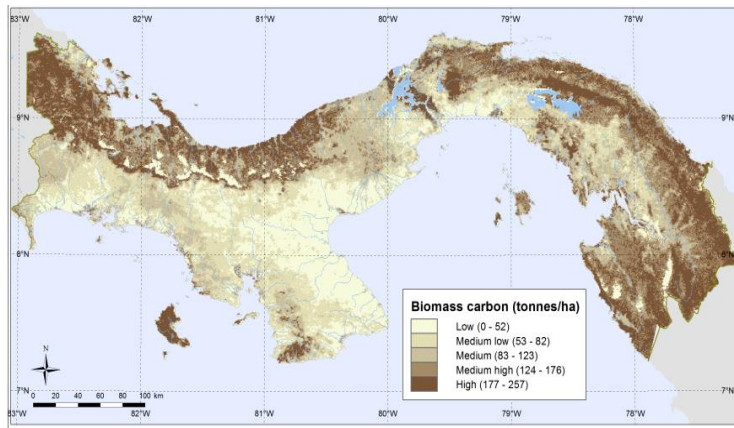 83°W 82°W 81°W 80°W 79°W 78°W
9°N 9°N
8°N 8°N
7°N 7°N
Biomass carbon (tonnes/ha)
Low (0 - 52)
Medium low (53 - 82)
Medium (83 - 123)
Medium high (124 - 176)
High (177 - 257)
N
0 20 40 60 80 100 km
83°W 82°W 81°W 80°W 79°W 78°W